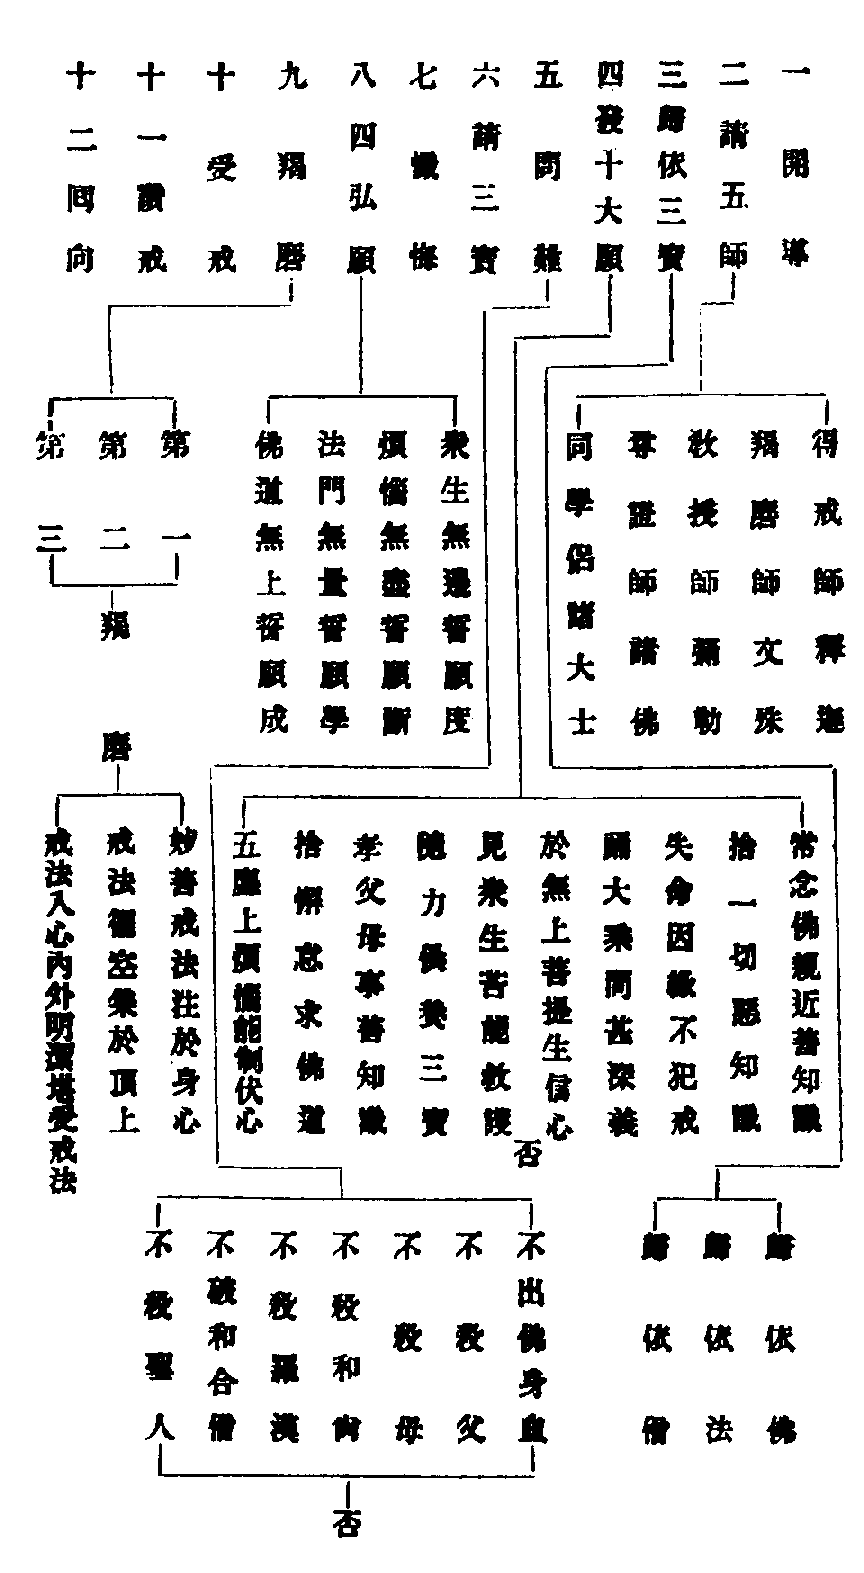 一開導
二請五師
三歸依三寶
四發十大願
五問難
六請三寶
七懺悔
八四弘願
九羯磨
十受戒
十一讚戒
十二回向
得戒師釋迦
羯磨師文殊
敎授師彌勒
尊證師諸佛
同學侶諸大士
衆生無邊誓願度
煩惱無盡誓願斷
法門無量誓願學
佛道無上誓願成
第一
第二
第三
羯磨
常念佛親近善知識
捨一切惡知識
失命因緣不犯戒
誦大乘問甚深義
於無上菩提生信心
見衆生苦能救護
隨力供養三寶
孝父母事善知識
捨懈怠求佛道
五塵上煩惱能制伏心
否
妙善戒法注於身心
戒法彌空集於頂上
戒法入心內外明潔堪受戒法
歸依佛
歸依法
歸依僧
不出佛身血
不殺父
不殺母
不殺和尙
不殺羅漢
不破和合僧
不殺聖人
否